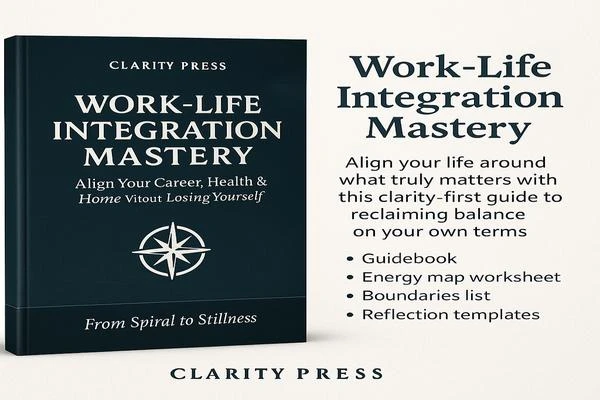 CLARITY PRESS
WORK-LIFE
INTEGRATION
MASTERY
Align Your Career, Health &
Home Vitout Losing Yourself
From Spiral to Stillness
Work-Life
Integration
Mastery
Align your life around
what truly matters with
this clarity-first guide to
reclaiming balance
on your own terms
• Guidebook
• Energy map worksheet
• Boundaries list
• Reflection templates
CLARITY PRESS